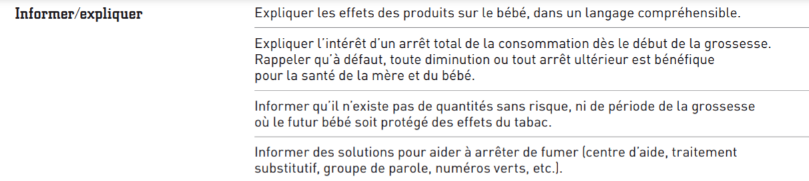 Informer/expliquer
Expliquer les effets des produits sur le bébé, dans un langage compréhensible.
Expliquer l'intérêt d'un arrêt total de la consommation dès le début de la grossesse.
Rappeler qu'à défaut, toute diminution ou tout arrêt ultérieur est bénéfique
pour la santé de la mère et du bébé.
Informer qu'il n'existe pas de quantités sans risque, ni de période de la grossesse
où le futur bébé soit protégé des effets du tabac.
Informer des solutions pour aider à arrêter de fumer (centre d'aide, traitement
substitutif, groupe de parole, numéros verts, etc.).